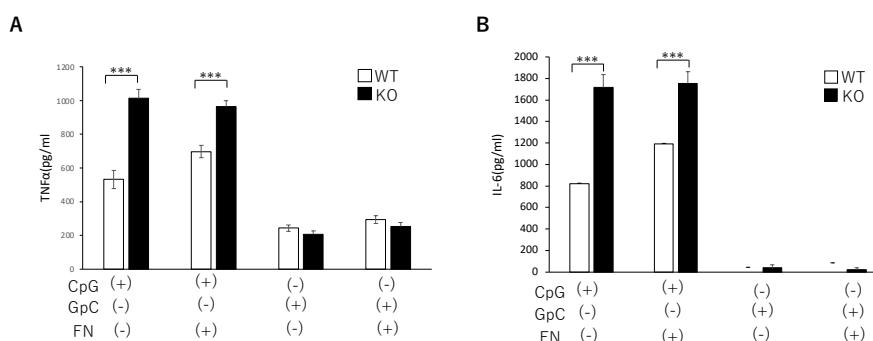 A
TNFα(pg/ml)
1200
1000
800
600
400
200
0
***
***
WT
KO
CpG (+) (+) (-) (-)
GpC (-) (-) (+) (+)
FN (-) (+) (-) (+)
B
IL-6(pg/ml)
2000
1800
1600
1400
1200
1000
800
600
400
200
0
***
***
WT
KO
CpG (+) (+) (-) (-)
GpC (-) (-) (+) (+)
FN (-) (+) (-) (+)